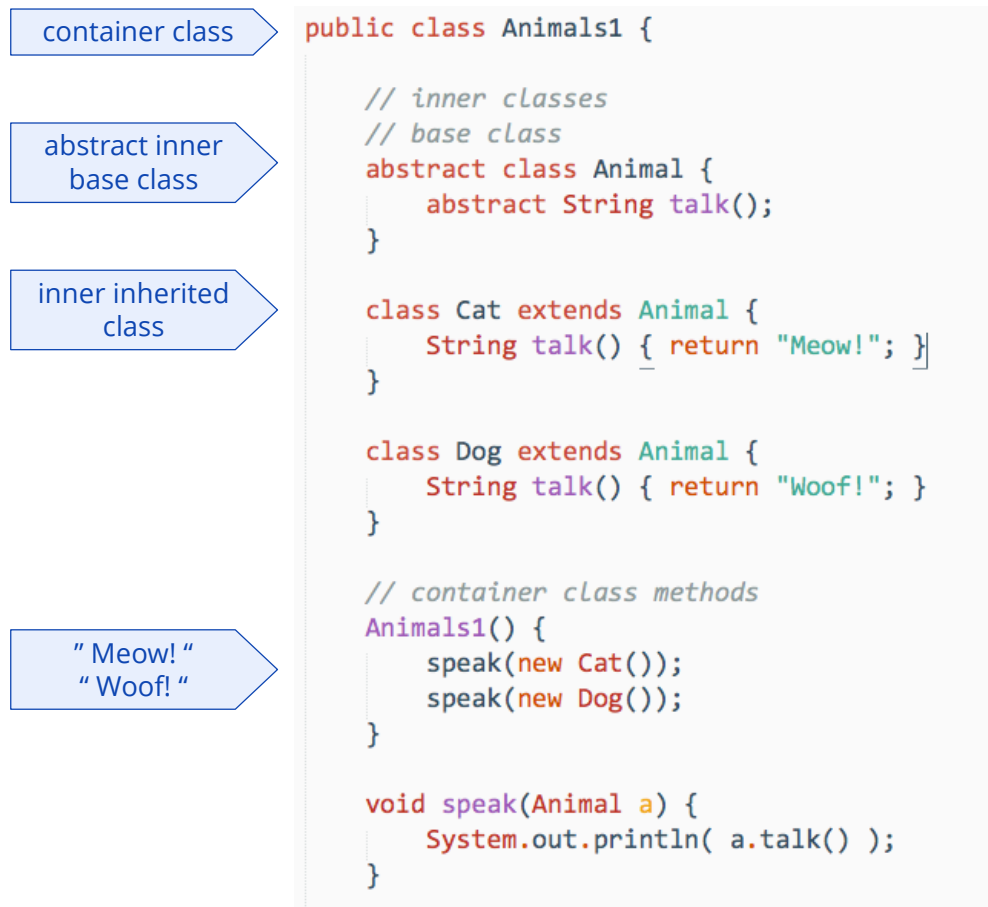 container class
public class Animals1 {
// inner classes
// base class
abstract inner
base class
abstract class Animal {
abstract String talk();
}
inner inherited
class
class Cat extends Animal {
String talk() { return "Meow!"; }
}
class Dog extends Animal {
String talk() { return "Woof!"; }
}
// container class methods
” Meow! “
“ Woof! “
Animals1() {
speak(new Cat());
speak(new Dog());
}
void speak(Animal a) {
System.out.println( a.talk() );
}